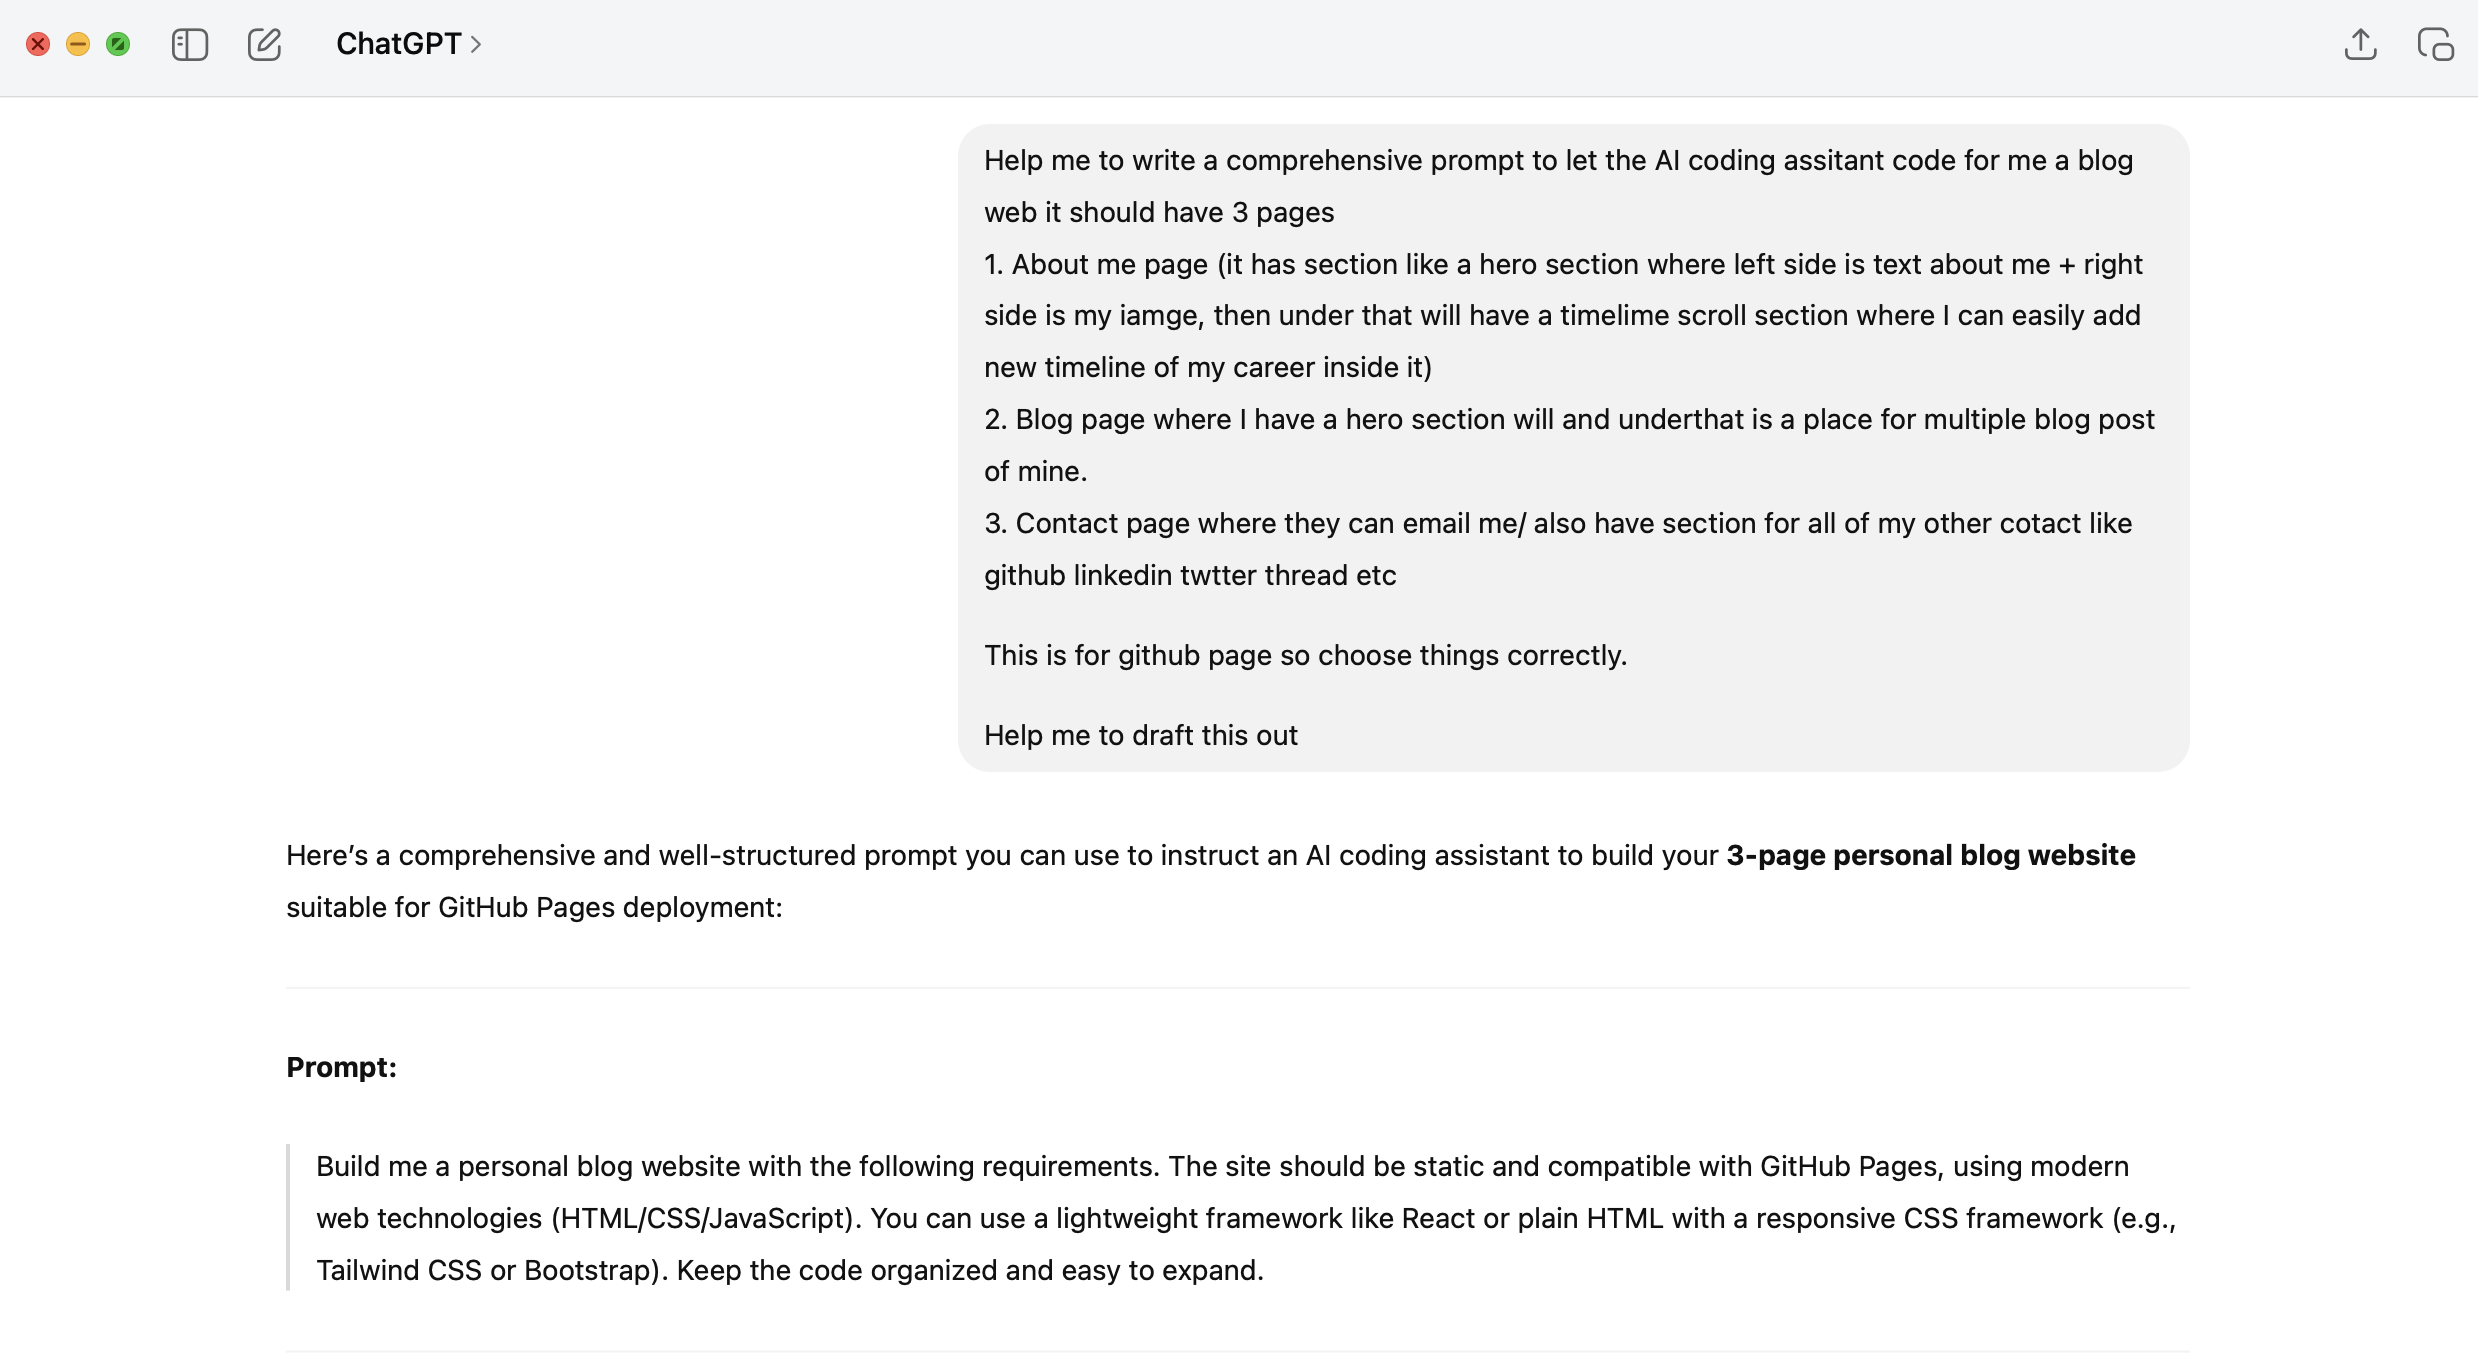 ChatGPT
Help me to write a comprehensive prompt to let the AI coding assitant code for me a blog
web it should have 3 pages
1. About me page (it has section like a hero section where left side is text about me + right
side is my iamge, then under that will have a timelime scroll section where I can easily add
new timeline of my career inside it)
2. Blog page where I have a hero section will and underthat is a place for multiple blog post
of mine.
3. Contact page where they can email me/ also have section for all of my other cotact like
github linkedin twtter thread etc
This is for github page so choose things correctly.
Help me to draft this out
Here’s a comprehensive and well-structured prompt you can use to instruct an AI coding assistant to build your 3-page personal blog website
suitable for GitHub Pages deployment:
Prompt:
Build me a personal blog website with the following requirements. The site should be static and compatible with GitHub Pages, using modern
web technologies (HTML/CSS/JavaScript). You can use a lightweight framework like React or plain HTML with a responsive CSS framework (e.g.,
Tailwind CSS or Bootstrap). Keep the code organized and easy to expand.